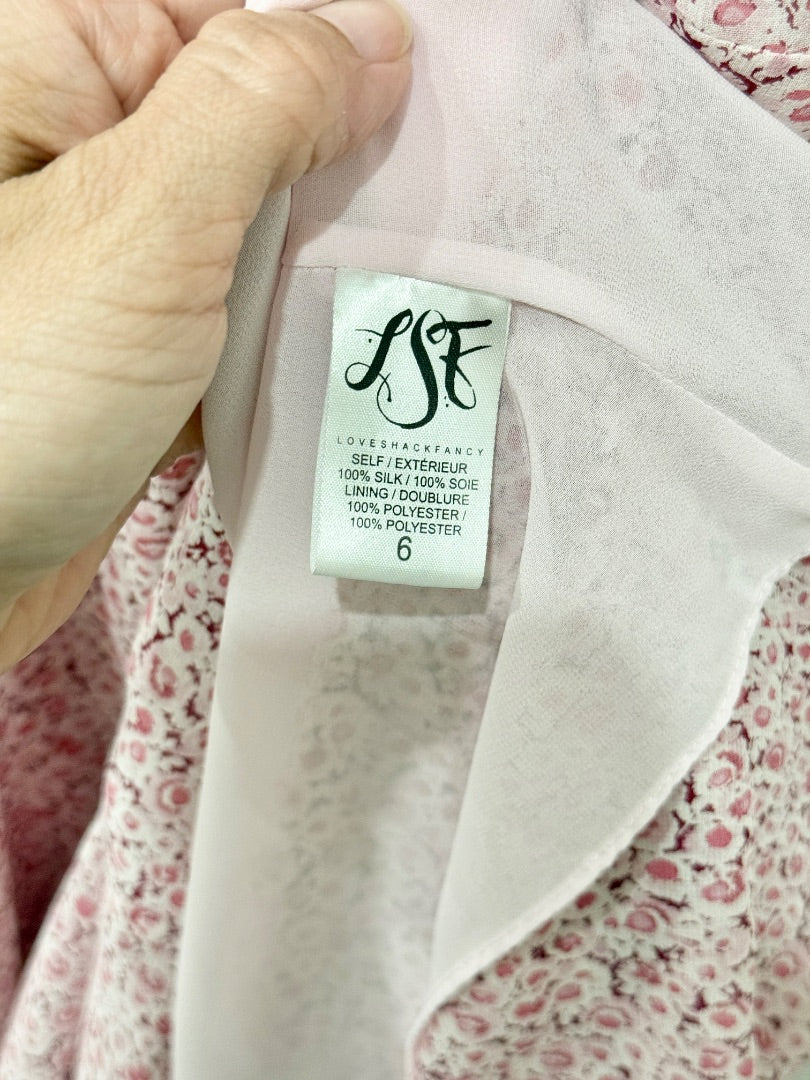 LSF
LOVESHACKFANCY
SELF / EXTÉRIEUR
100% SILK / 100% SOIE
LINING / DOUBLURE
100% POLYESTER /
100% POLYESTER
6